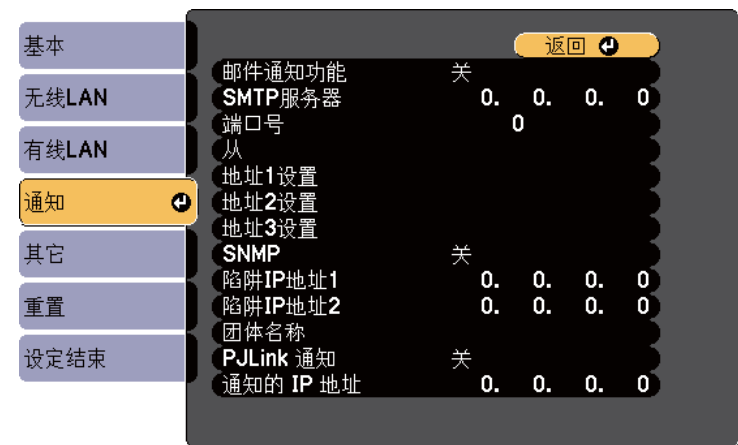 基本
无线LAN
有线LAN
通知
其它
重置
设定结束
返回
邮件通知功能 关
SMTP服务器 0. 0. 0. 0
端口号 0
从
地址1设置
地址2设置
地址3设置
SNMP 关
陷阱IP地址1 0. 0. 0. 0
陷阱IP地址2 0. 0. 0. 0
团体名称
PJLink 通知 关
通知的 IP 地址 0. 0. 0. 0